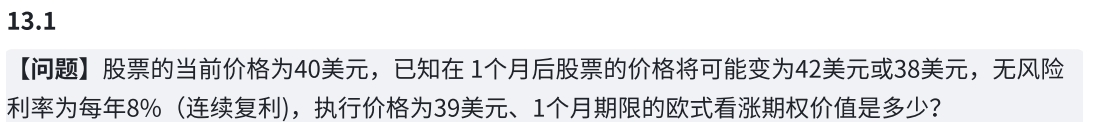 13.1
【问题】股票的当前价格为40美元，已知在 1个月后股票的价格将可能变为42美元或38美元，无风险
利率为每年8%（连续复利)，执行价格为39美元、1个月期限的欧式看涨期权价值是多少？